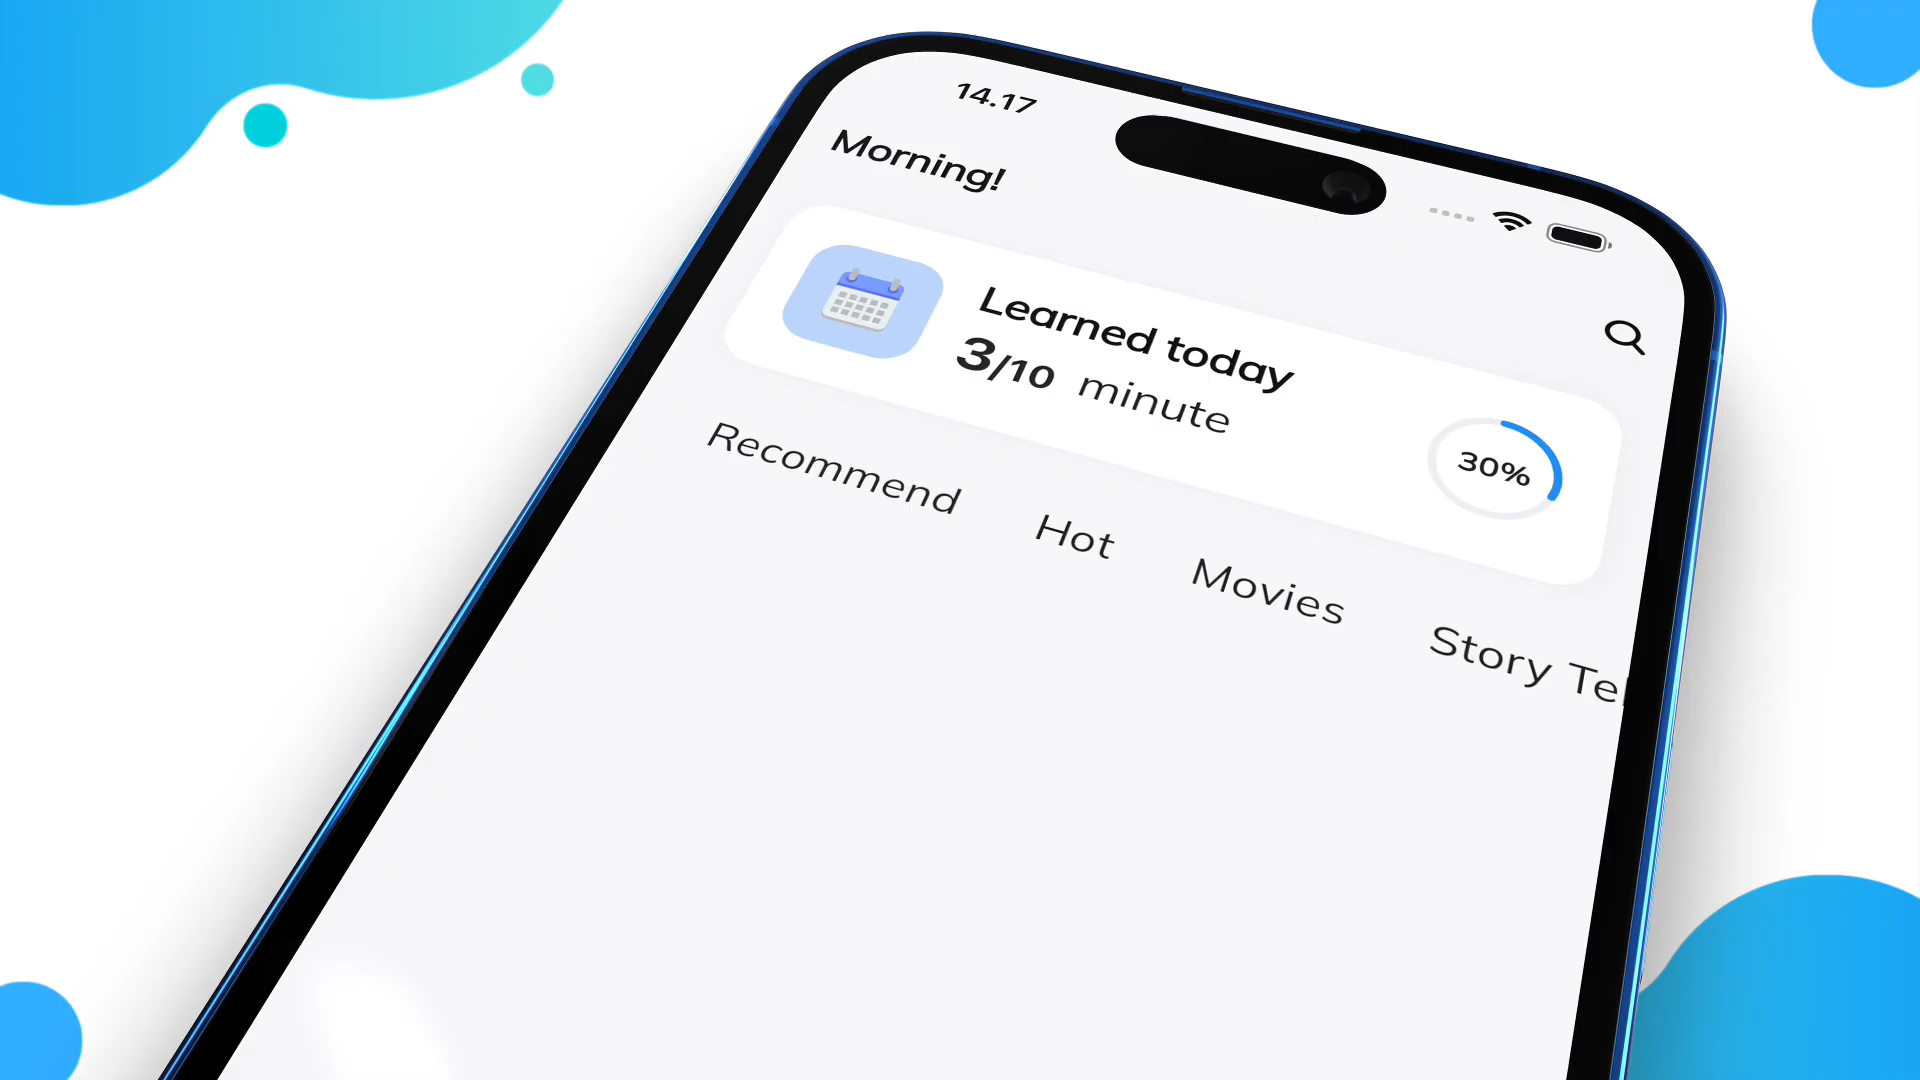 14.17
Morning!
Learned today
3/10 minute
30%
Recommend Hot Movies Story Te